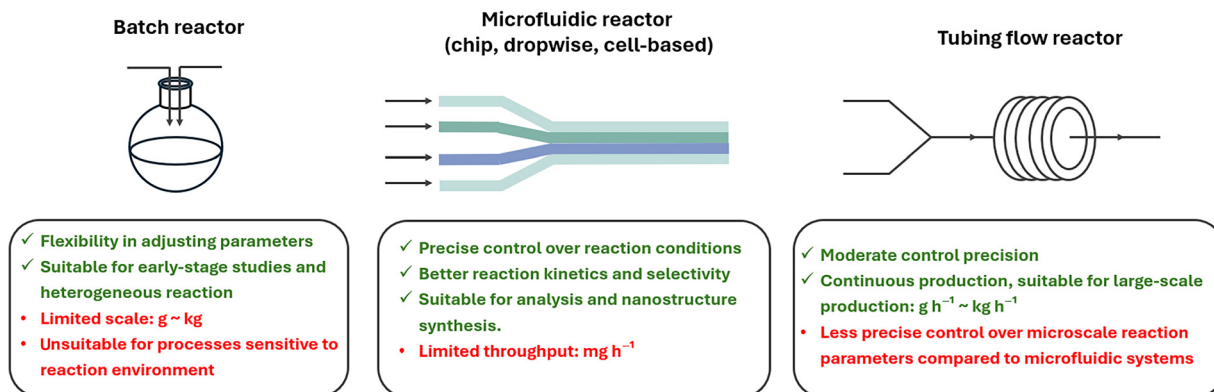 Batch reactor
✓ Flexibility in adjusting parameters
✓ Suitable for early-stage studies and
heterogeneous reaction
• Limited scale: g ~ kg
• Unsuitable for processes sensitive to
reaction environment
Microfluidic reactor
(chip, dropwise, cell-based)
✓ Precise control over reaction conditions
✓ Better reaction kinetics and selectivity
✓ Suitable for analysis and nanostructure
synthesis.
• Limited throughput: mg h⁻¹
Tubing flow reactor
✓ Moderate control precision
✓ Continuous production, suitable for large-scale
production: g h⁻¹ ~ kg h⁻¹
• Less precise control over microscale reaction
parameters compared to microfluidic systems